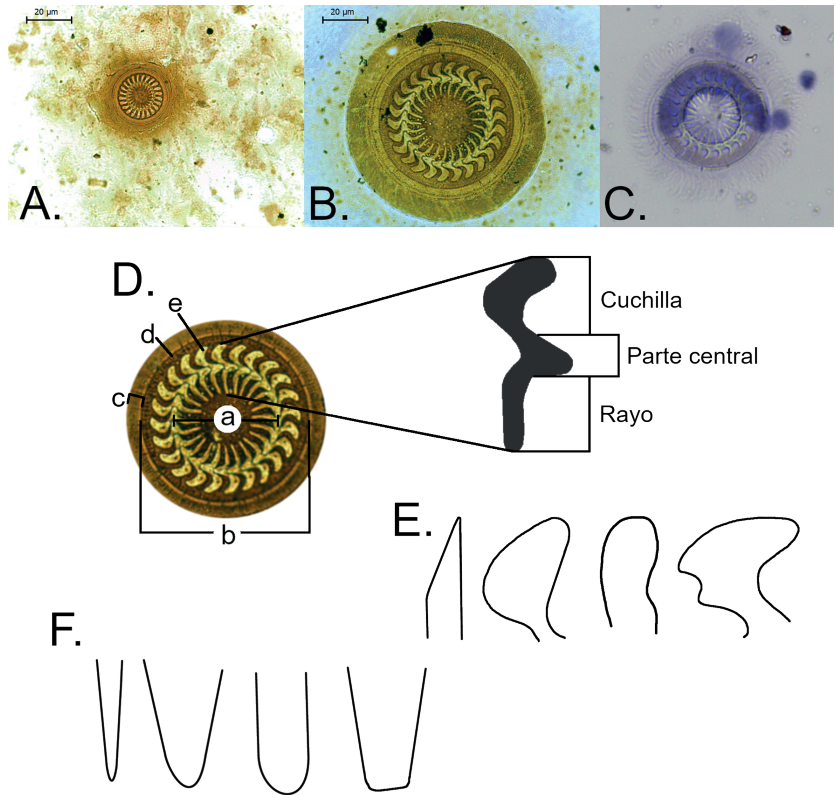 20 µm
20 µm
A.
B.
C.
D.
e
d
c
a
b
Cuchilla
Parte central
Rayo
E.
F.